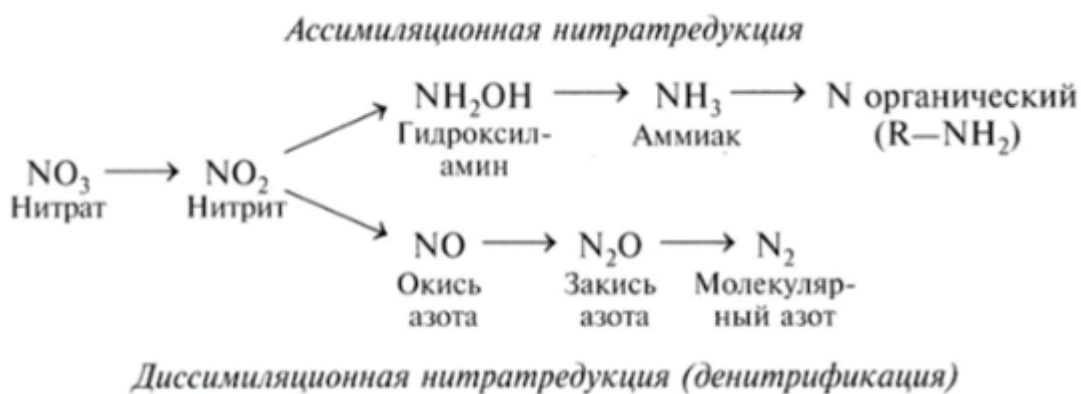 Ассимиляционная нитратредукция
NH₂OH → NH₃ → N органический
Гидроксил- Аммиак (R—NH₂)
амин
NO₃ → NO₂
Нитрат Нитрит
NO → N₂O → N₂
Окись Закись Молекуляр-
азота азота ный азот
Диссимиляционная нитратредукция (денитрификация)